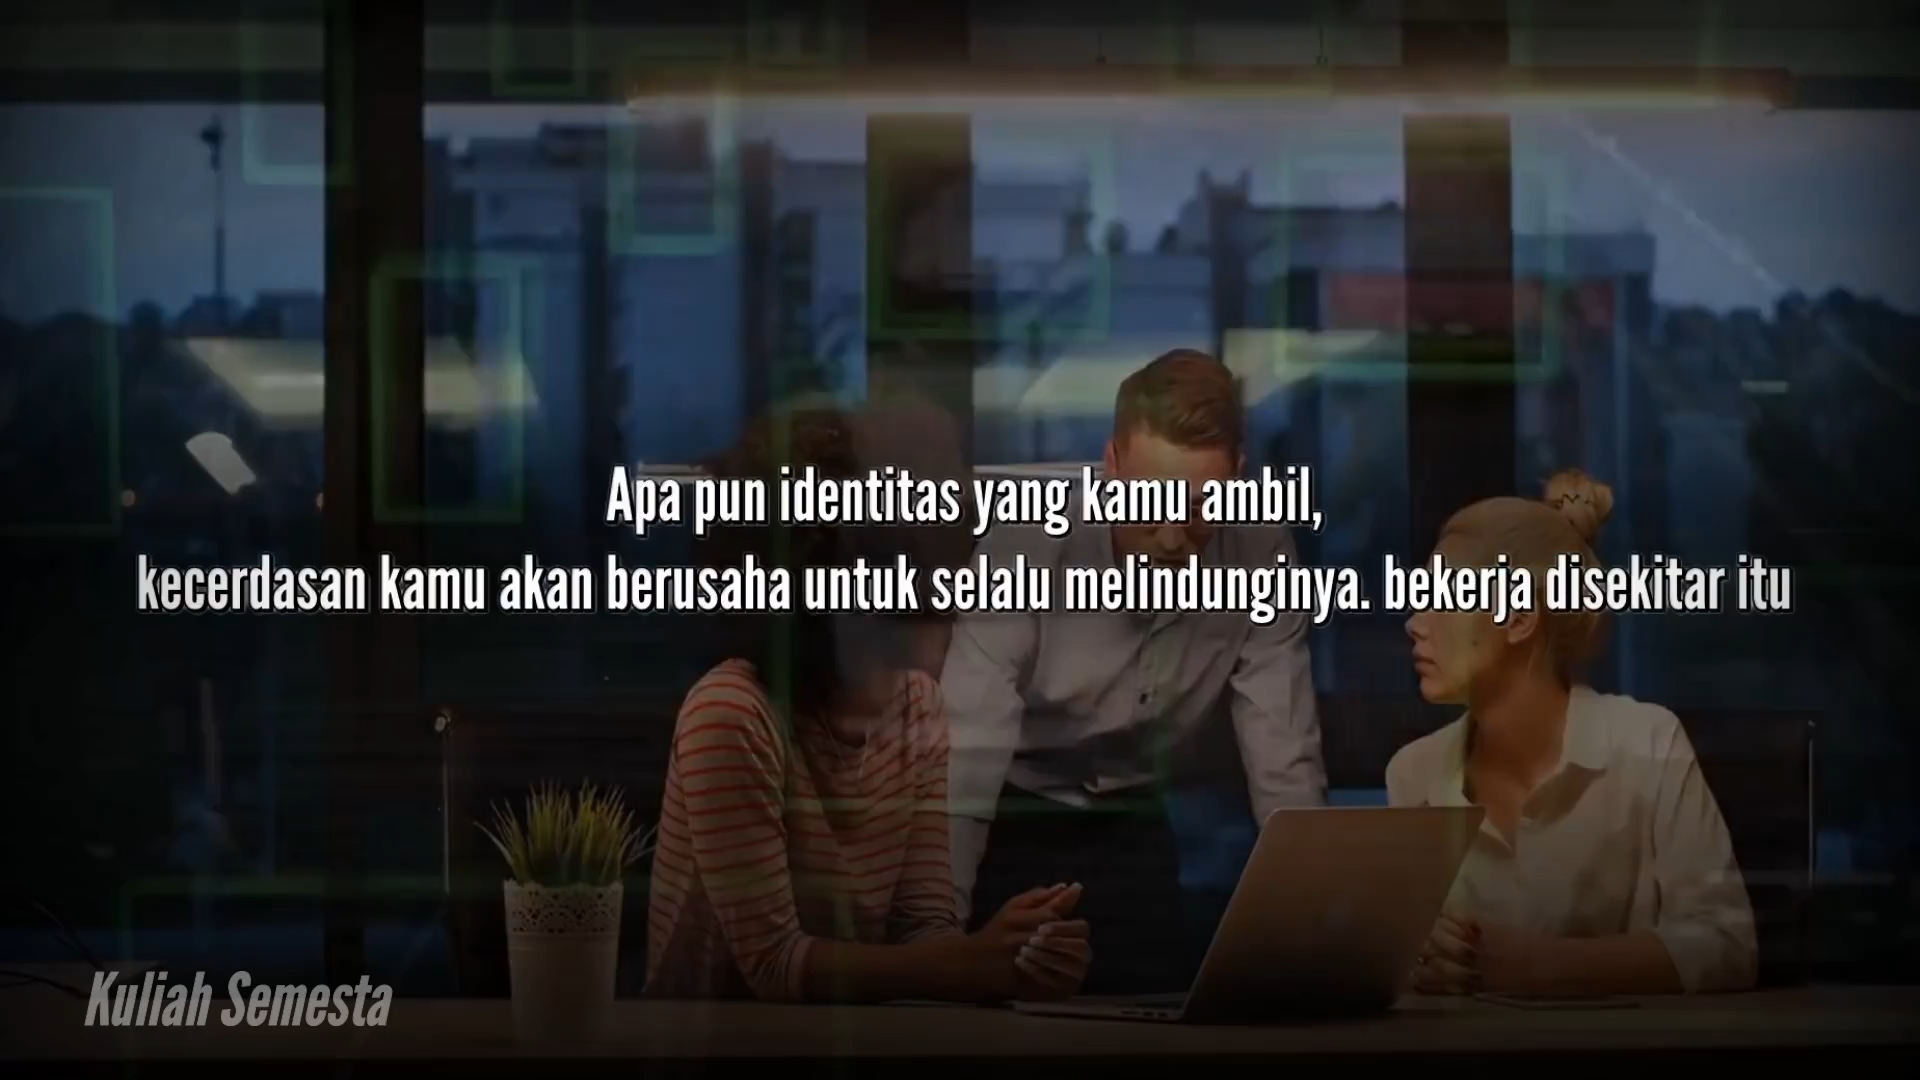 Apa pun identitas yang kamu ambil,
kecerdasan kamu akan berusaha untuk selalu melindunginya. bekerja disekitar itu
Kuliah Semesta